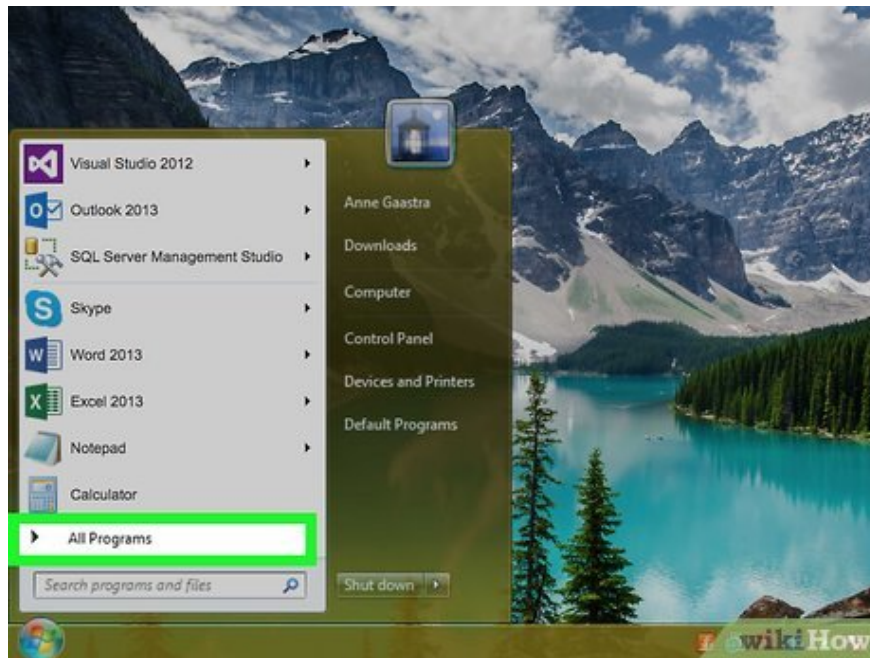 Visual Studio 2012
Outlook 2013
SQL Server Management Studio
Skype
Word 2013
Excel 2013
Notepad
Calculator
All Programs
Search programs and files
Anne Gaastra
Downloads
Computer
Control Panel
Devices and Printers
Default Programs
Shut down
wikiHow